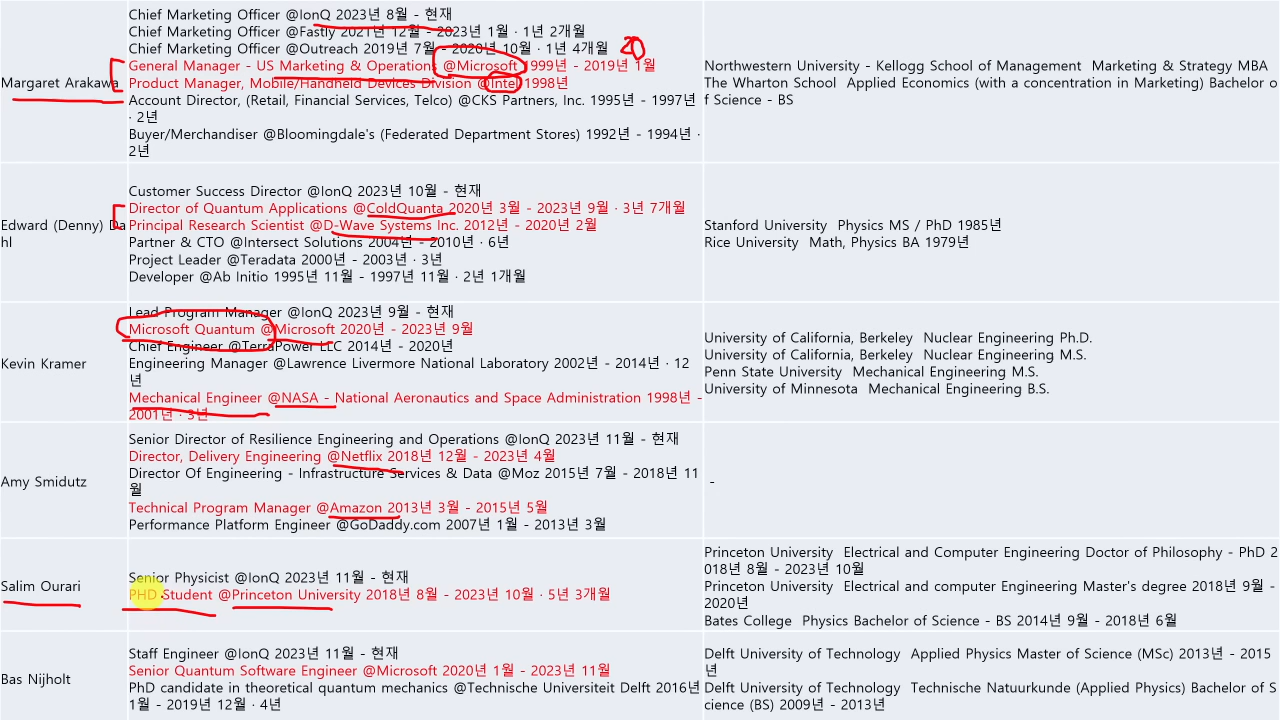 Margaret Arakawa
Chief Marketing Officer @IonQ 2023년 8월 - 현재
Chief Marketing Officer @Fastly 2021년 12월 - 2023년 1월 · 1년 2개월
Chief Marketing Officer @Outreach 2019년 7월 - 2020년 10월 · 1년 4개월
20
General Manager - US Marketing & Operations @Microsoft 1999년 - 2019년 1월
Product Manager, Mobile/Handheld Devices Division @Intel 1998년
Account Director, (Retail, Financial Services, Telco) @CKS Partners, Inc. 1995년 - 1997년
· 2년
Buyer/Merchandiser @Bloomingdale's (Federated Department Stores) 1992년 - 1994년 ·
2년
Northwestern University - Kellogg School of Management Marketing & Strategy MBA
The Wharton School Applied Economics (with a concentration in Marketing) Bachelor o
f Science - BS
Edward (Denny) Da
hl
Customer Success Director @IonQ 2023년 10월 - 현재
Director of Quantum Applications @ColdQuanta 2020년 3월 - 2023년 9월 · 3년 7개월
Principal Research Scientist @D-Wave Systems Inc. 2012년 - 2020년 2월
Partner & CTO @Intersect Solutions 2004년 - 2010년 · 6년
Project Leader @Teradata 2000년 - 2003년 · 3년
Developer @Ab Initio 1995년 11월 - 1997년 11월 · 2년 1개월
Stanford University Physics MS / PhD 1985년
Rice University Math, Physics BA 1979년
Kevin Kramer
Lead Program Manager @IonQ 2023년 9월 - 현재
Microsoft Quantum @Microsoft 2020년 - 2023년 9월
Chief Engineer @TerraPower LLC 2014년 - 2020년
Engineering Manager @Lawrence Livermore National Laboratory 2002년 - 2014년 · 12
년
Mechanical Engineer @NASA - National Aeronautics and Space Administration 1998년 -
2001년 · 3년
University of California, Berkeley Nuclear Engineering Ph.D.
University of California, Berkeley Nuclear Engineering M.S.
Penn State University Mechanical Engineering M.S.
University of Minnesota Mechanical Engineering B.S.
Amy Smidutz
Senior Director of Resilience Engineering and Operations @IonQ 2023년 11월 - 현재
Director, Delivery Engineering @Netflix 2018년 12월 - 2023년 4월
Director Of Engineering - Infrastructure Services & Data @Moz 2015년 7월 - 2018년 11
월
Technical Program Manager @Amazon 2013년 3월 - 2015년 5월
Performance Platform Engineer @GoDaddy.com 2007년 1월 - 2013년 3월
-
Salim Ourari
Senior Physicist @IonQ 2023년 11월 - 현재
PHD Student @Princeton University 2018년 8월 - 2023년 10월 · 5년 3개월
Princeton University Electrical and Computer Engineering Doctor of Philosophy - PhD 2
018년 8월 - 2023년 10월
Princeton University Electrical and computer Engineering Master's degree 2018년 9월 -
2020년
Bates College Physics Bachelor of Science - BS 2014년 9월 - 2018년 6월
Bas Nijholt
Staff Engineer @IonQ 2023년 11월 - 현재
Senior Quantum Software Engineer @Microsoft 2020년 1월 - 2023년 11월
PhD candidate in theoretical quantum mechanics @Technische Universiteit Delft 2016년
1월 - 2019년 12월 · 4년
Delft University of Technology Applied Physics Master of Science (MSc) 2013년 - 2015
년
Delft University of Technology Technische Natuurkunde (Applied Physics) Bachelor of S
cience (BS) 2009년 - 2013년